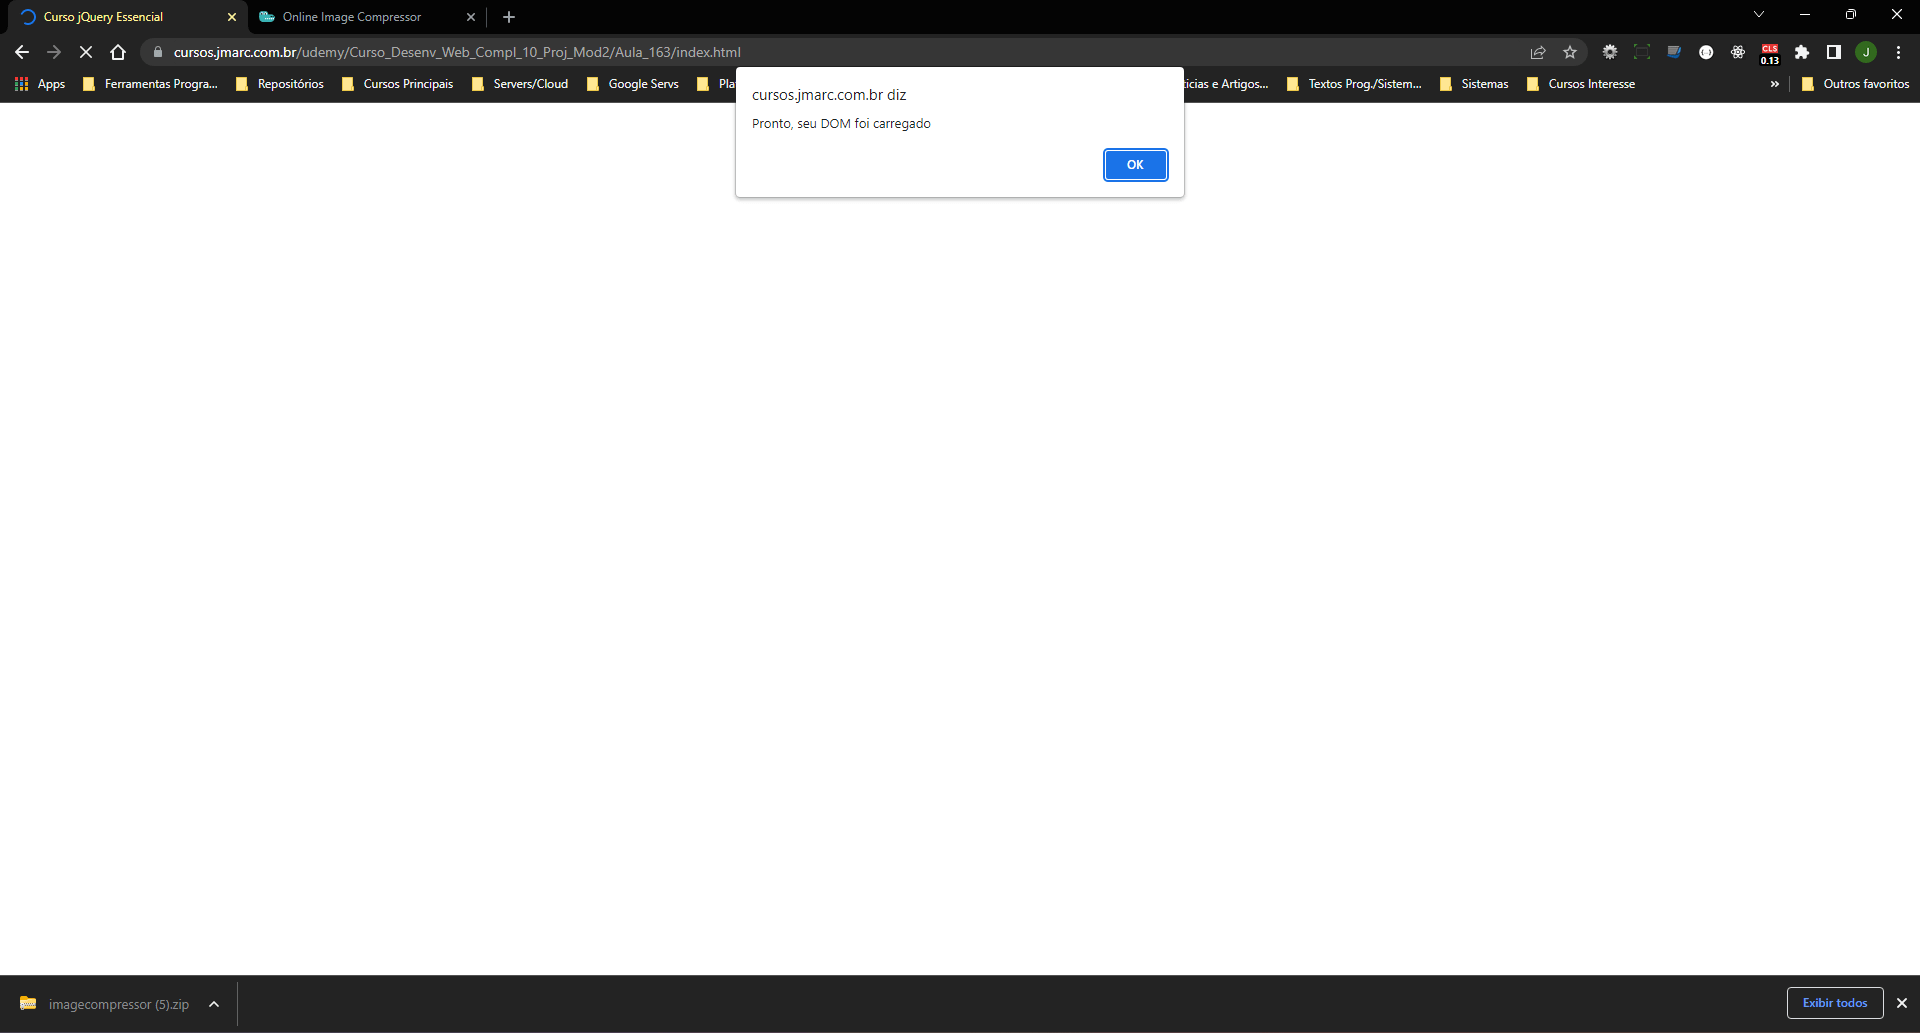 Curso jQuery Essencial
Online Image Compressor
cursos.jmarc.com.br/udemy/Curso_Desenv_Web_Compl_10_Proj_Mod2/Aula_163/index.html
CLS
0.13
J
Apps
Ferramentas Progra...
Repositórios
Cursos Principais
Servers/Cloud
Google Servs
e Artigos...
Textos Prog./Sistem...
Sistemas
Cursos Interesse
»
Outros favoritos
cursos.jmarc.com.br diz
Pronto, seu DOM foi carregado
OK
imagecompressor (5).zip
Exibir todos